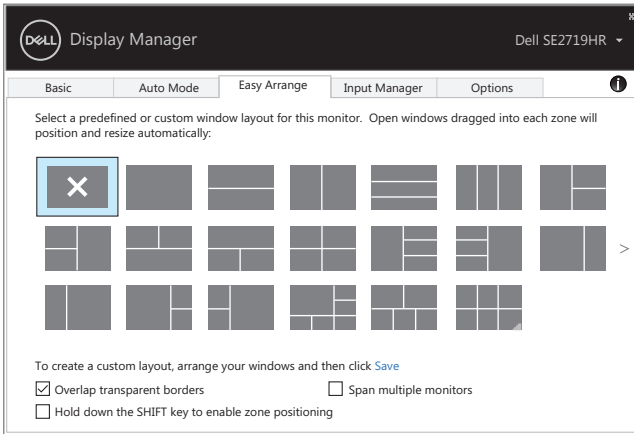 DELL Display Manager Dell SE2719HR
Basic Auto Mode Easy Arrange Input Manager Options
Select a predefined or custom window layout for this monitor. Open windows dragged into each zone will
position and resize automatically:
>
To create a custom layout, arrange your windows and then click Save
Overlap transparent borders Span multiple monitors
Hold down the SHIFT key to enable zone positioning